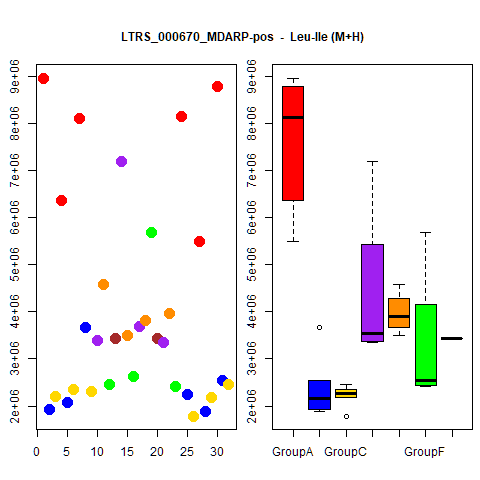 LTRS_000670_MDARP-pos - Leu-Ile (M+H)
9e+06 9e+06
8e+06 8e+06
7e+06 7e+06
6e+06 6e+06
5e+06 5e+06
4e+06 4e+06
3e+06 3e+06
2e+06 2e+06
0 5 10 15 20 25 30 GroupA GroupC GroupF